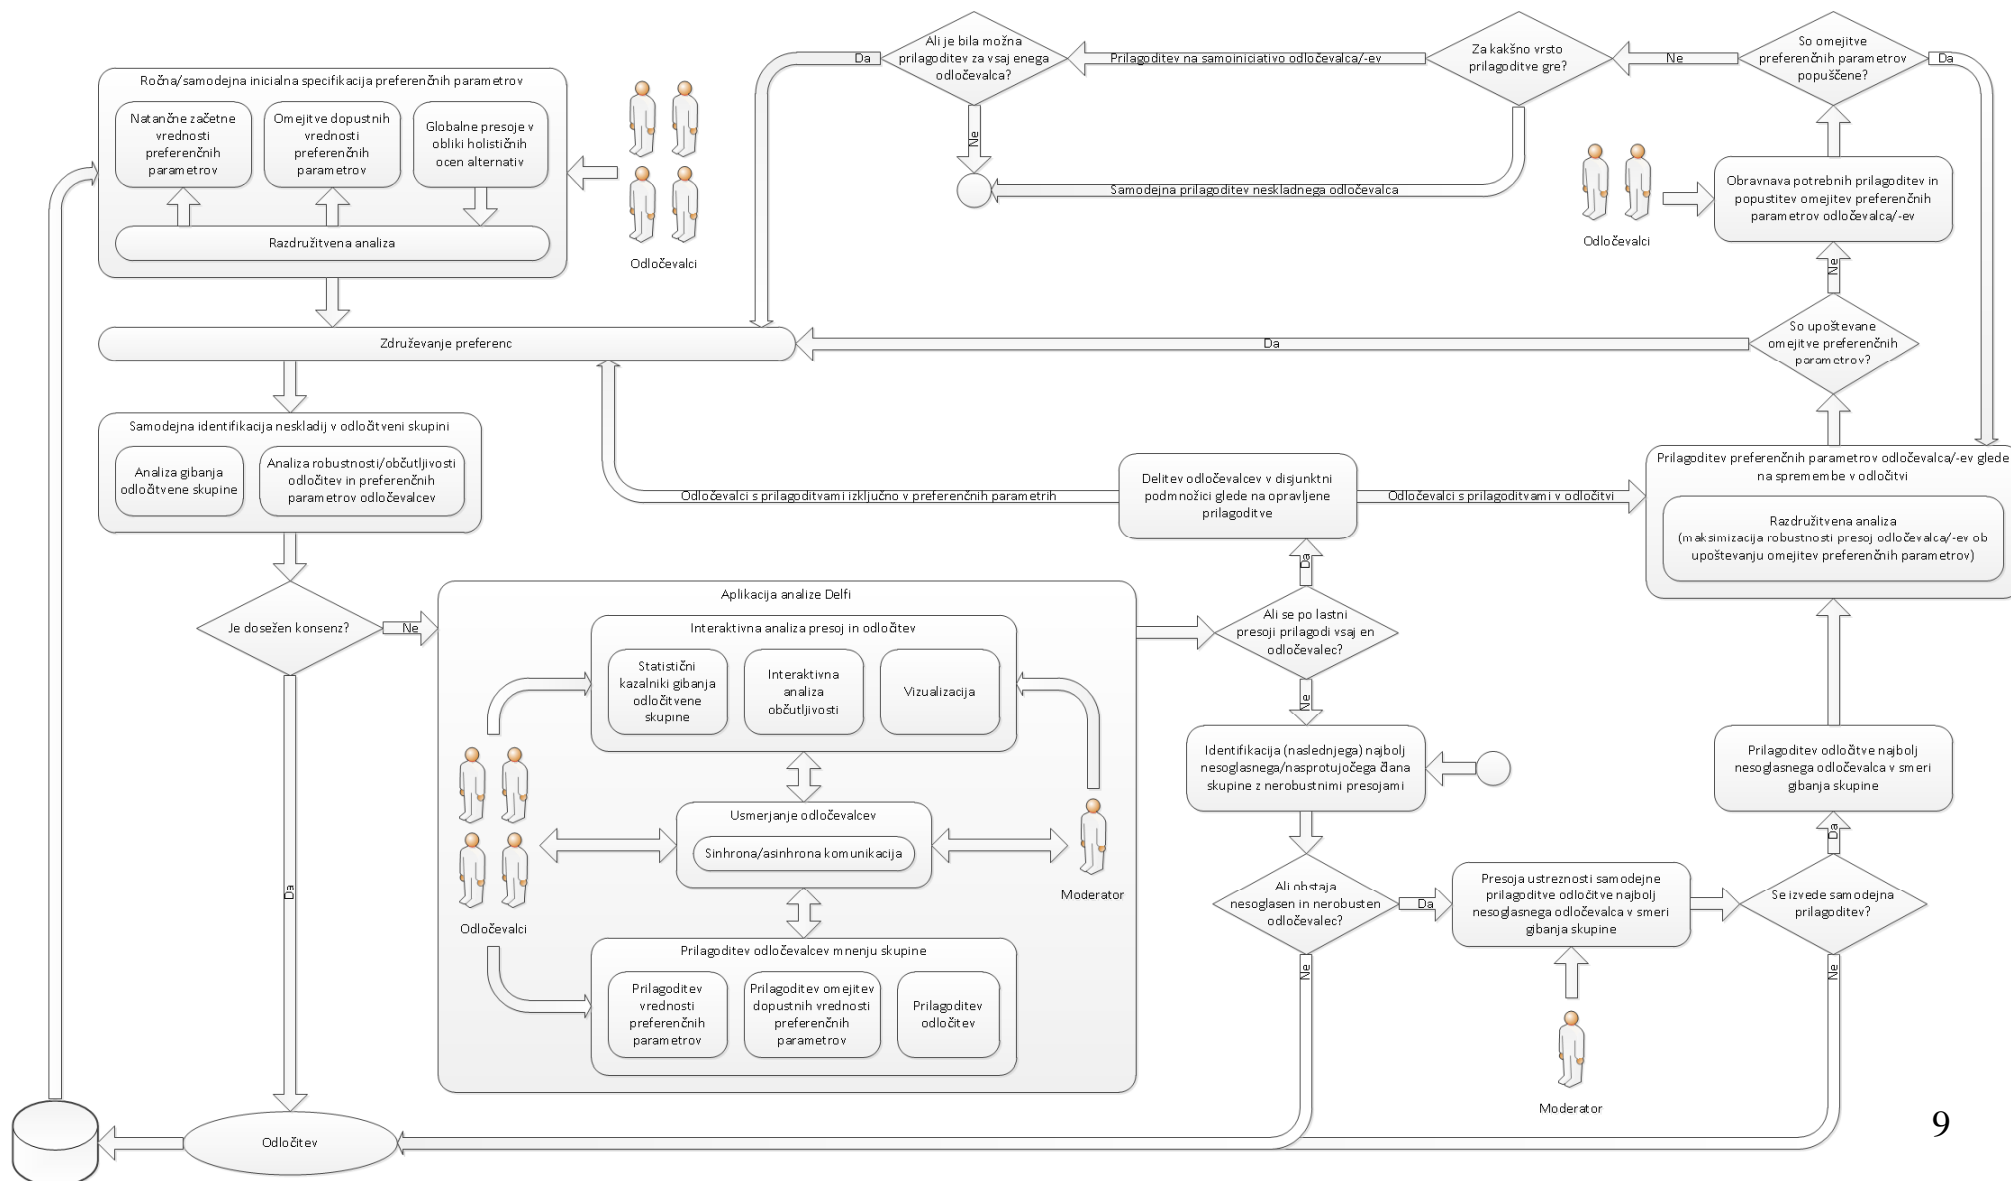 Ročna/samodejna inicialna specifikacija preferenčnih parametrov
Natančne začetne
vrednosti
preferenčnih
parametrov
Omejitve dopustnih
vrednosti
preferenčnih
parametrov
Globalne presoje v
obliki holističnih
ocen alternativ
Razdružitvena analiza
Odločevalci
Da
Ali je bila možna
prilagoditev za vsaj enega
odločevalca?
Ne
Prilagoditev na samoiniciativo odločevalca/-ev
Za kakšno vrsto
prilagoditve gre?
Samodejna prilagoditev neskladnega odločevalca
Ne
So omejitve
preferenčnih parametrov
popuščene?
Da
Odločevalci
Obravnava potrebnih prilagoditev in
popustitev omejitev preferenčnih
parametrov odločevalca/-ev
Ne
So upoštevane
omejitve preferenčnih
parametrov?
Da
Združevanje preferenc
Samodejna identifikacija neskladij v odločitveni skupini
Analiza gibanja
odločitvene skupine
Analiza robustnosti/občutljivosti
odločitev in preferenčnih
parametrov odločevalcev
Odločevalci s prilagoditvami izključno v preferenčnih parametrih
Delitev odločevalcev v disjunktni
podmnožici glede na opravljene
prilagoditve
Odločevalci s prilagoditvami v odločitvi
Prilagoditev preferenčnih parametrov odločevalca/-ev glede
na spremembe v odločitvi
Razdružitvena analiza
(maksimizacija robustnosti presoj odločevalca/-ev ob
upoštevanju omejitev preferenčnih parametrov)
Je dosežen konsenz?
Ne
Da
Aplikacija analize Delfi
Interaktivna analiza presoj in odločitev
Statistični
kazalniki gibanja
odločitvene
skupine
Interaktivna
analiza
občutljivosti
Vizualizacija
Usmerjanje odločevalcev
Sinhrona/asinhrona komunikacija
Odločevalci
Moderator
Prilagoditev odločevalcev mnenju skupine
Prilagoditev
vrednosti
preferenčnih
parametrov
Prilagoditev omejitev
dopustnih vrednosti
preferenčnih
parametrov
Prilagoditev
odločitev
Da
Ali se po lastni
presoji prilagodi vsaj en
odločevalec?
Ne
Identifikacija (naslednjega) najbolj
nesoglasnega/nasprotujočega člana
skupine z nerobustnimi presojami
Ali obstaja
nesoglasen in nerobusten
odločevalec?
Da
Ne
Presoja ustreznosti samodejne
prilagoditve odločitve najbolj
nesoglasnega odločevalca v smeri
gibanja skupine
Moderator
Prilagoditev odločitve najbolj
nesoglasnega odločevalca v smeri
gibanja skupine
Da
Se izvede samodejna
prilagoditev?
Ne
Odločitev
9